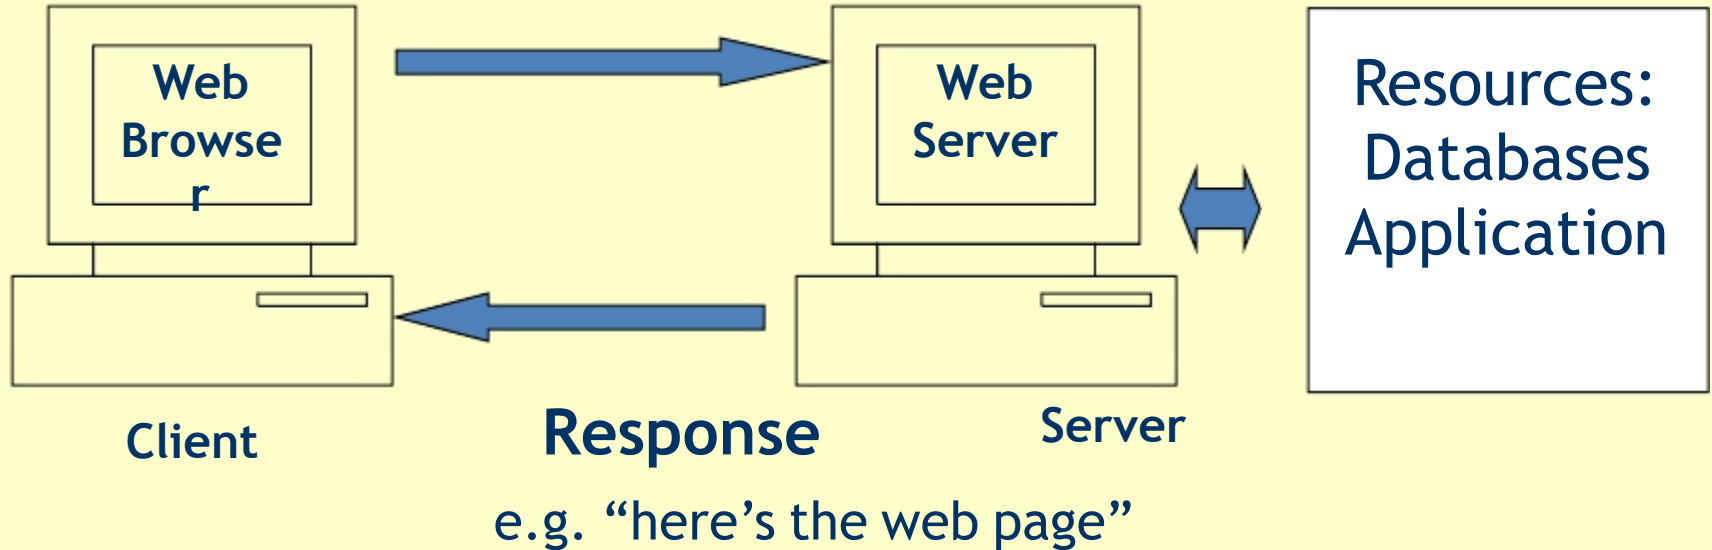 Web
Browse
r
Web
Server
Resources:
Databases
Application
Client
Response
Server
e.g. “here’s the web page”